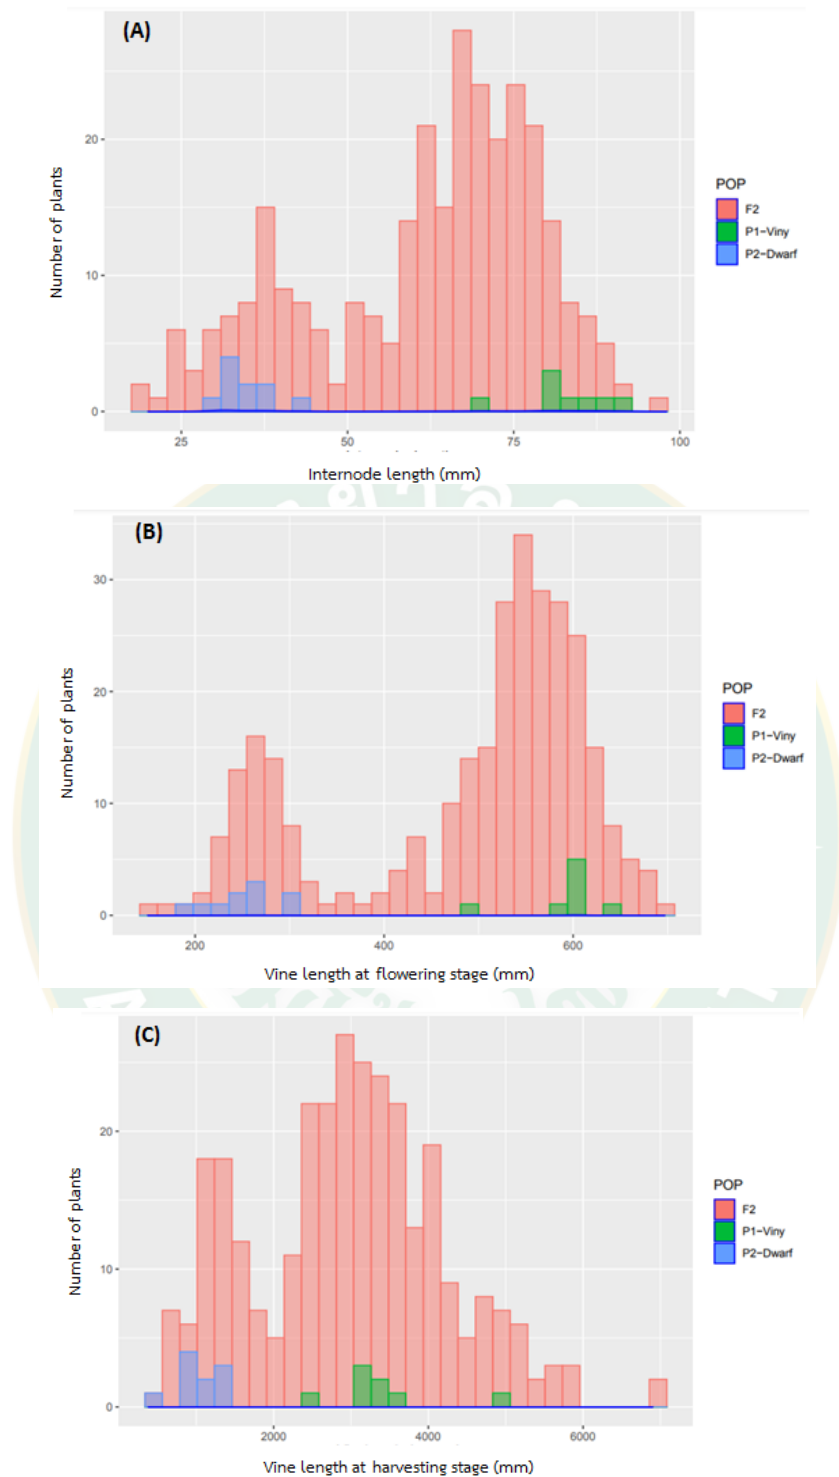 (A)
20
10
0
Number of plants
25 50 75 100
Internode length (mm)
POP
F2
P1-Viny
P2-Dwarf
(B)
30
20
10
0
Number of plants
200 400 600
Vine length at flowering stage (mm)
POP
F2
P1-Viny
P2-Dwarf
(C)
20
10
0
Number of plants
2000 4000 6000
Vine length at harvesting stage (mm)
POP
F2
P1-Viny
P2-Dwarf